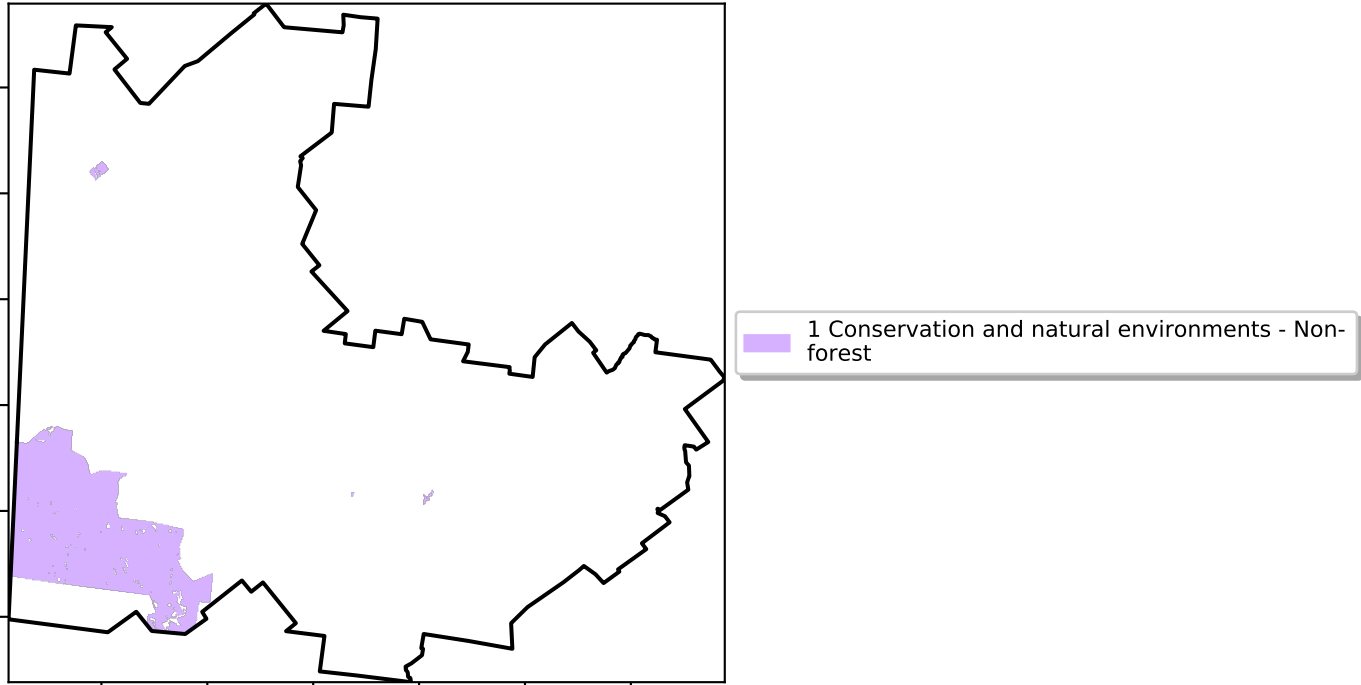 1 Conservation and natural environments - Non-
forest